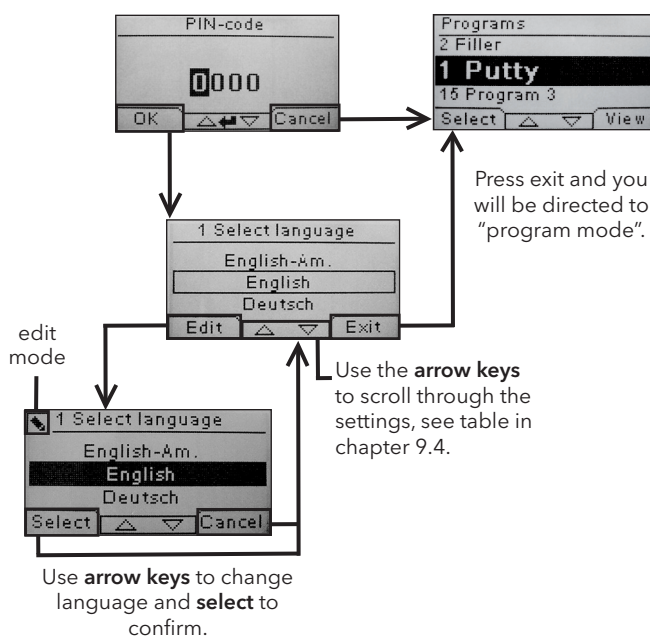 PIN-code
0000
OK Cancel
Programs
2 Filler
1 Putty
15 Program 3
Select View
Press exit and you
will be directed to
“program mode”.
1 Select language
English-Am.
English
Deutsch
Edit Exit
edit
mode
Use the arrow keys
to scroll through the
settings, see table in
chapter 9.4.
1 Select language
English-Am.
English
Deutsch
Select Cancel
Use arrow keys to change
language and select to
confirm.